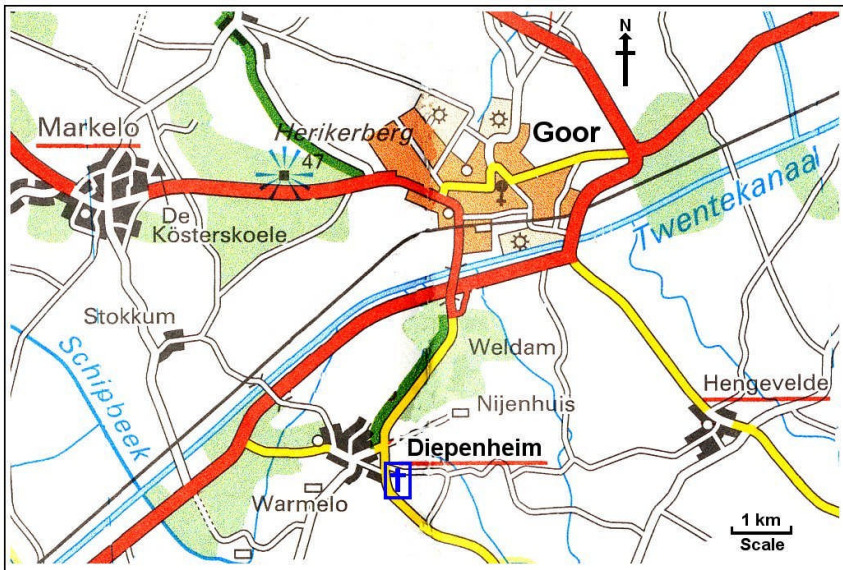 N
Markelo
Herikerberg
47
Goor
De
Kösterskoele
Twentekanaal
Stokkum
Schipbeek
Weldam
Hengevelde
Nijenhuis
Diepenheim
Warmelo
1 km
Scale